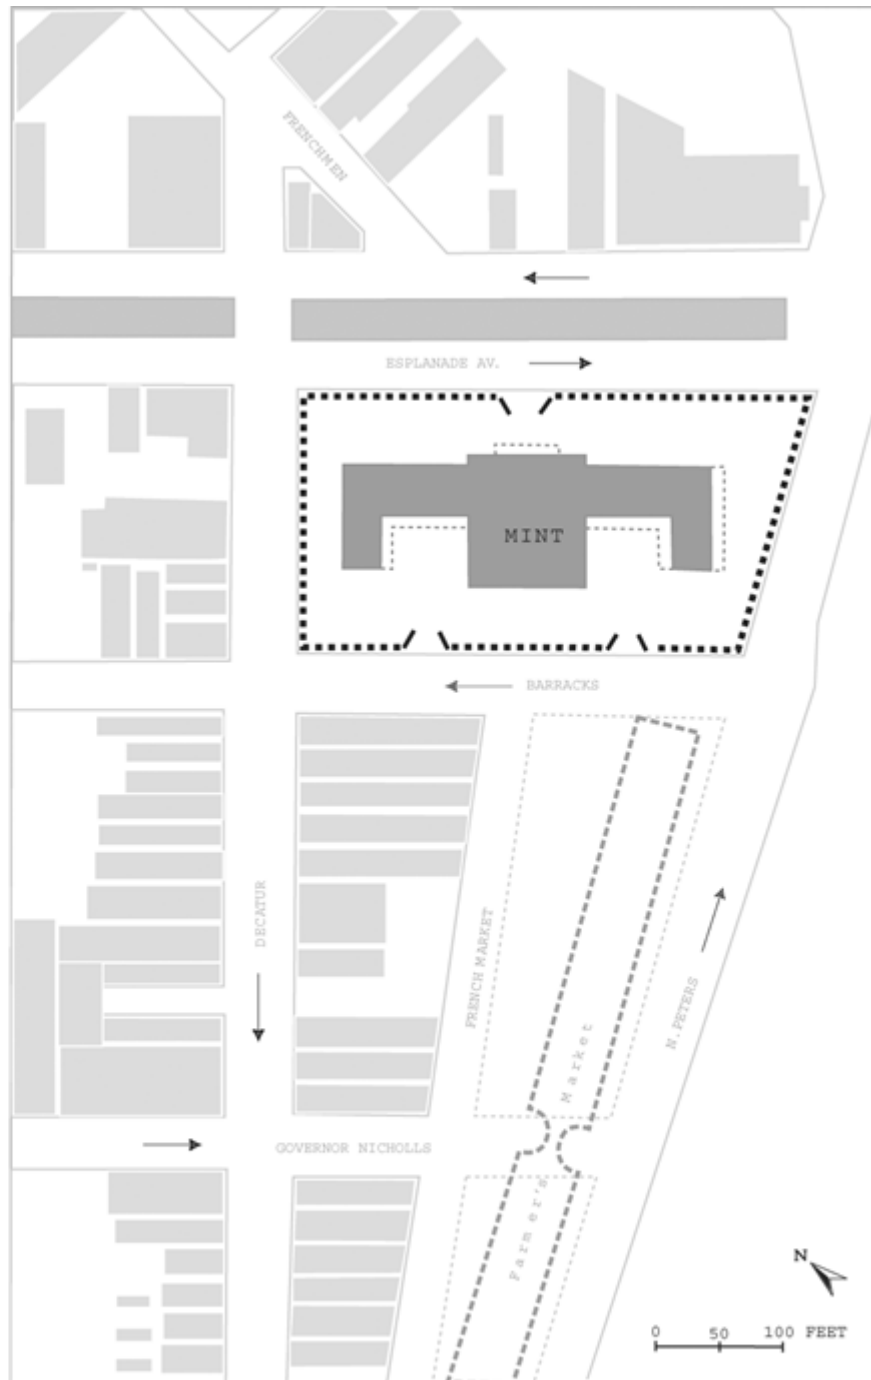 FRENCHMEN
ESPLANADE AV.
MINT
BARRACKS
DECATUR
FRENCH MARKET
N.PETERS
Farmer's Market
GOVERNOR NICHOLLS
N
0 50 100 FEET